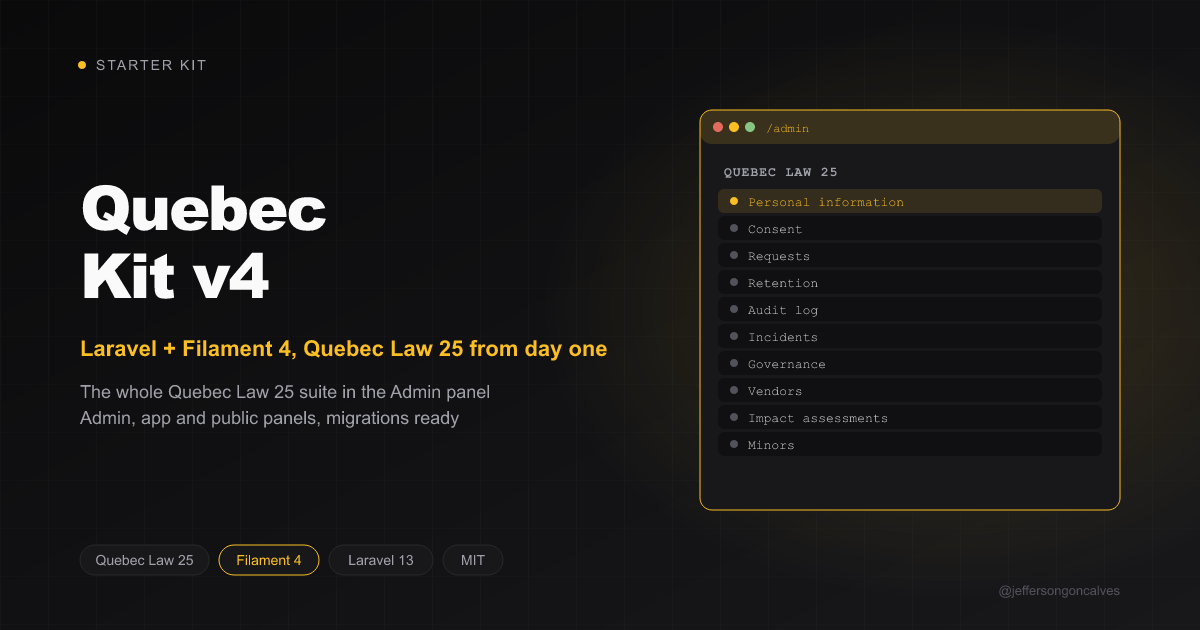 STARTER KIT
Quebec
Kit v4
Laravel + Filament 4, Quebec Law 25 from day one
The whole Quebec Law 25 suite in the Admin panel
Admin, app and public panels, migrations ready
Quebec Law 25
Filament 4
Laravel 13
MIT
/admin
QUEBEC LAW 25
Personal information
Consent
Requests
Retention
Audit log
Incidents
Governance
Vendors
Impact assessments
Minors
@jeffersongoncalves